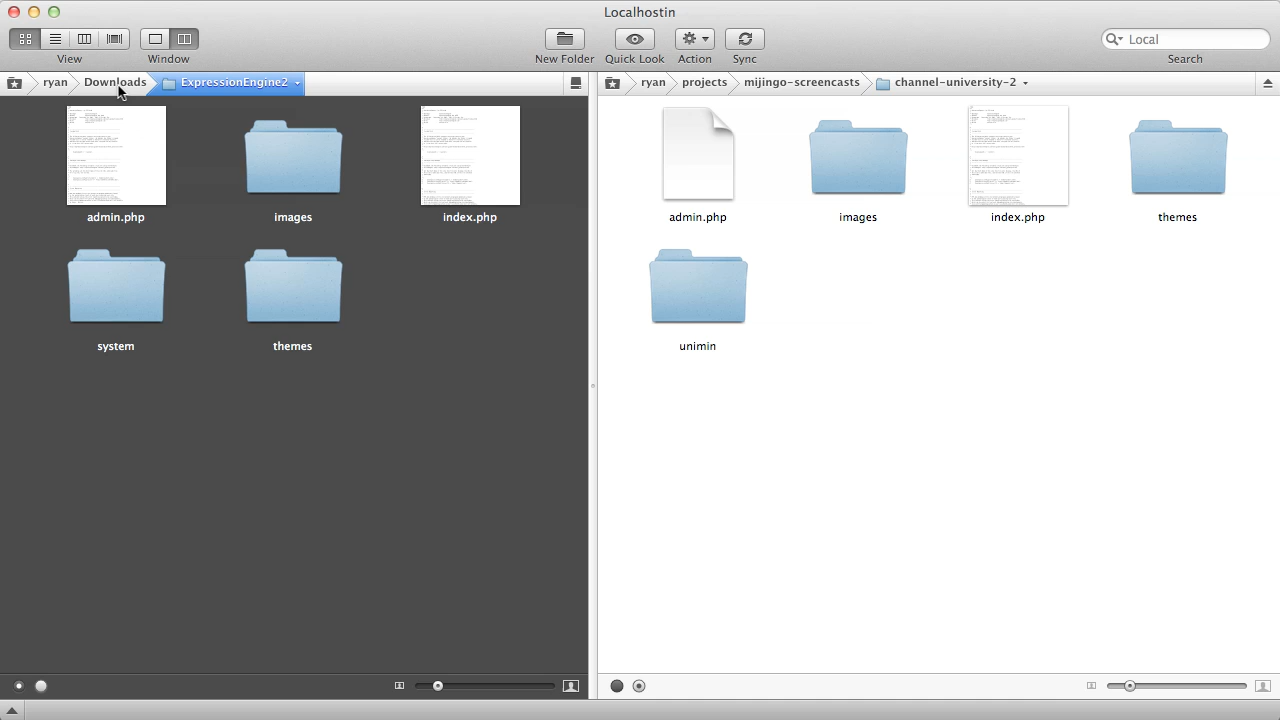 Localhostin
View
Window
New Folder
Quick Look
Action
Sync
Local
Search
ryan Downloads ExpressionEngine2
ryan projects mijingo-screencasts channel-university-2
admin.php images index.php
system themes
admin.php images index.php themes
unimin